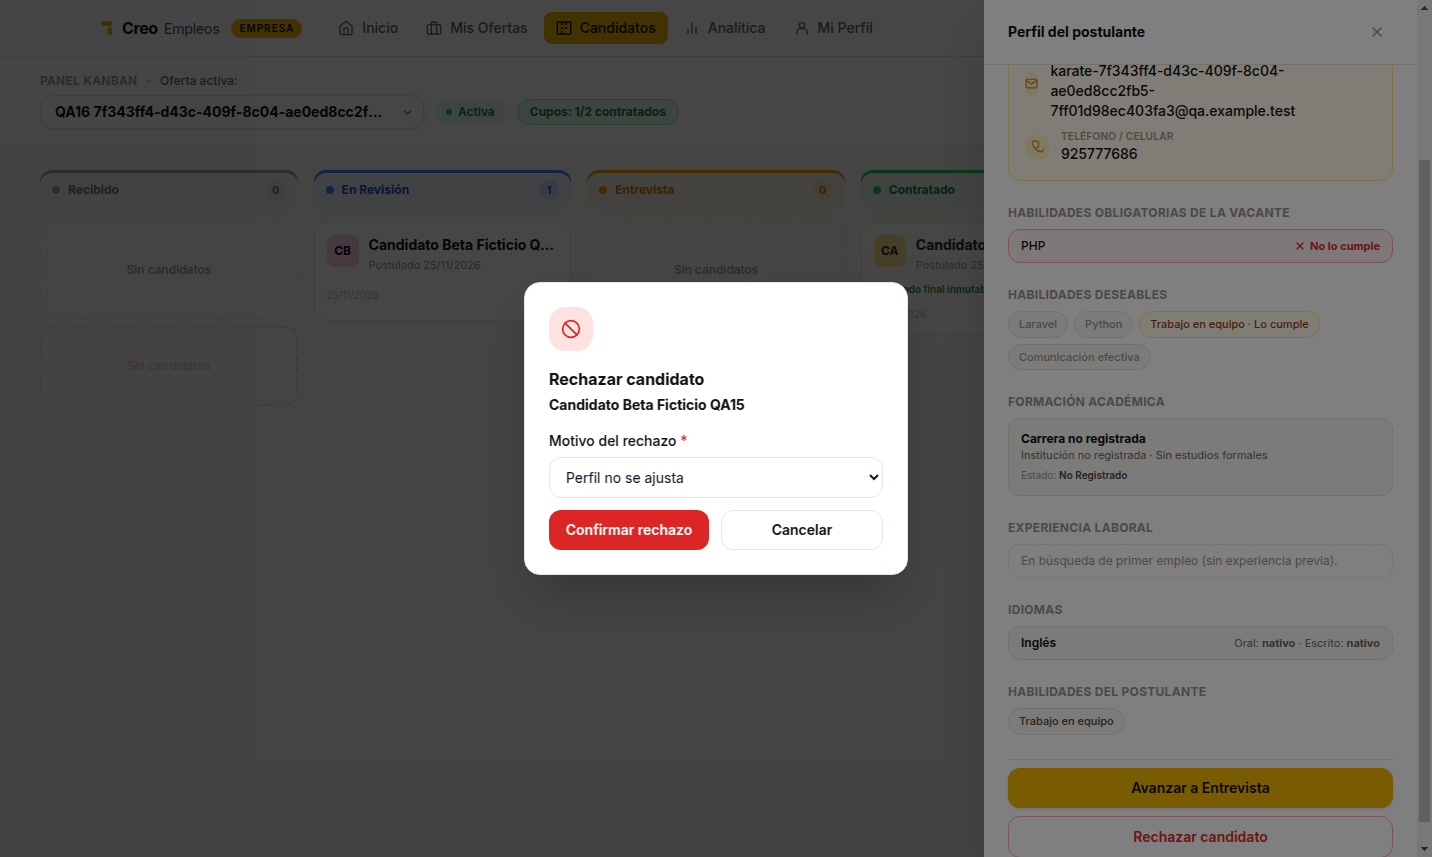 Creo Empleos EMPRESA
Inicio
Mis Ofertas
Candidatos
Analítica
Mi Perfil
PANEL KANBAN • Oferta activa:
QA16 7f343ff4-d43c-409f-8c04-ae0ed8cc2f...
Activa
Cupos: 1/2 contratados
Recibido 0
En Revisión 1
Entrevista 0
Contratado
Sin candidatos
CB
Candidato Beta Ficticio Q...
Postulado 25/11/2026
25/11/2026
Sin candidatos
CA
Candidato
Postulado 25
do final inmutab
026
Sin candidatos
Rechazar candidato
Candidato Beta Ficticio QA15
Motivo del rechazo *
Perfil no se ajusta
Confirmar rechazo
Cancelar
Perfil del postulante
karate-7f343ff4-d43c-409f-8c04-
ae0ed8cc2fb5-
7ff01d98ec403fa3@qa.example.test
TELÉFONO / CELULAR
925777686
HABILIDADES OBLIGATORIAS DE LA VACANTE
PHP
No lo cumple
HABILIDADES DESEABLES
Laravel
Python
Trabajo en equipo · Lo cumple
Comunicación efectiva
FORMACIÓN ACADÉMICA
Carrera no registrada
Institución no registrada · Sin estudios formales
Estado: No Registrado
EXPERIENCIA LABORAL
En búsqueda de primer empleo (sin experiencia previa).
IDIOMAS
Inglés
Oral: nativo · Escrito: nativo
HABILIDADES DEL POSTULANTE
Trabajo en equipo
Avanzar a Entrevista
Rechazar candidato